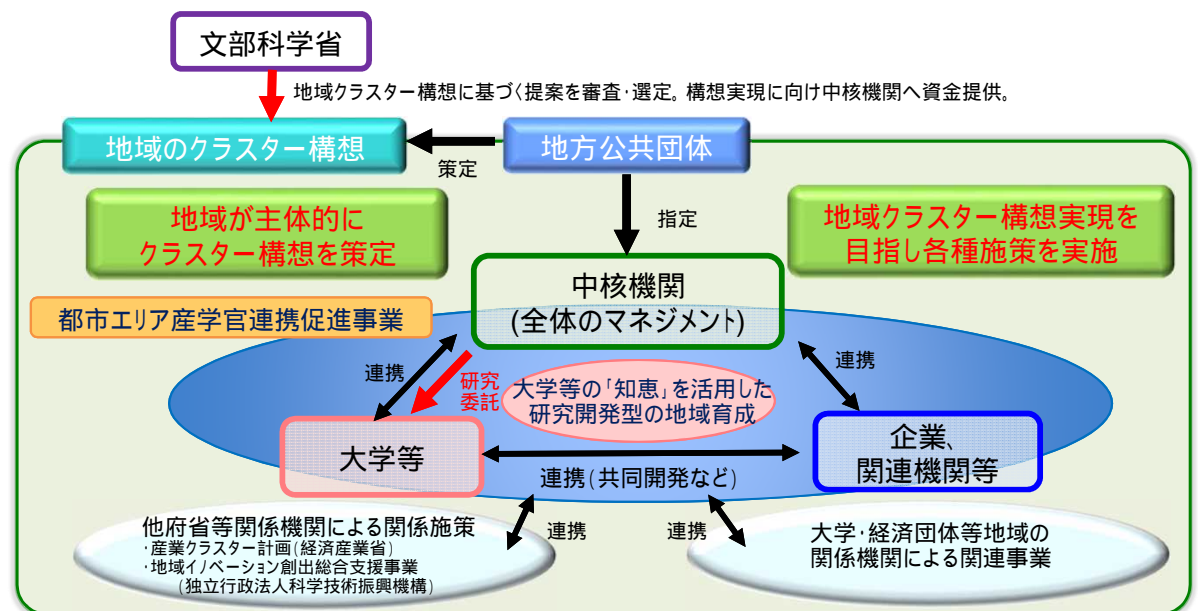 文部科学省
地域クラスター構想に基づく提案を審査・選定。構想実現に向け中核機関へ資金提供。
地域のクラスター構想
地方公共団体
策定
指定
地域が主体的に
クラスター構想を策定
地域クラスター構想実現を
目指し各種施策を実施
中核機関
(全体のマネジメント)
都市エリア産学官連携促進事業
連携
研究
委託
大学等の「知恵」を活用した
研究開発型の地域育成
連携
大学等
企業、
関連機関等
連携(共同開発など)
他府省等関係機関による関係施策
・産業クラスター計画(経済産業省)
・地域イノベーション創出総合支援事業
(独立行政法人科学技術振興機構)
連携
連携
大学・経済団体等地域の
関係機関による関連事業